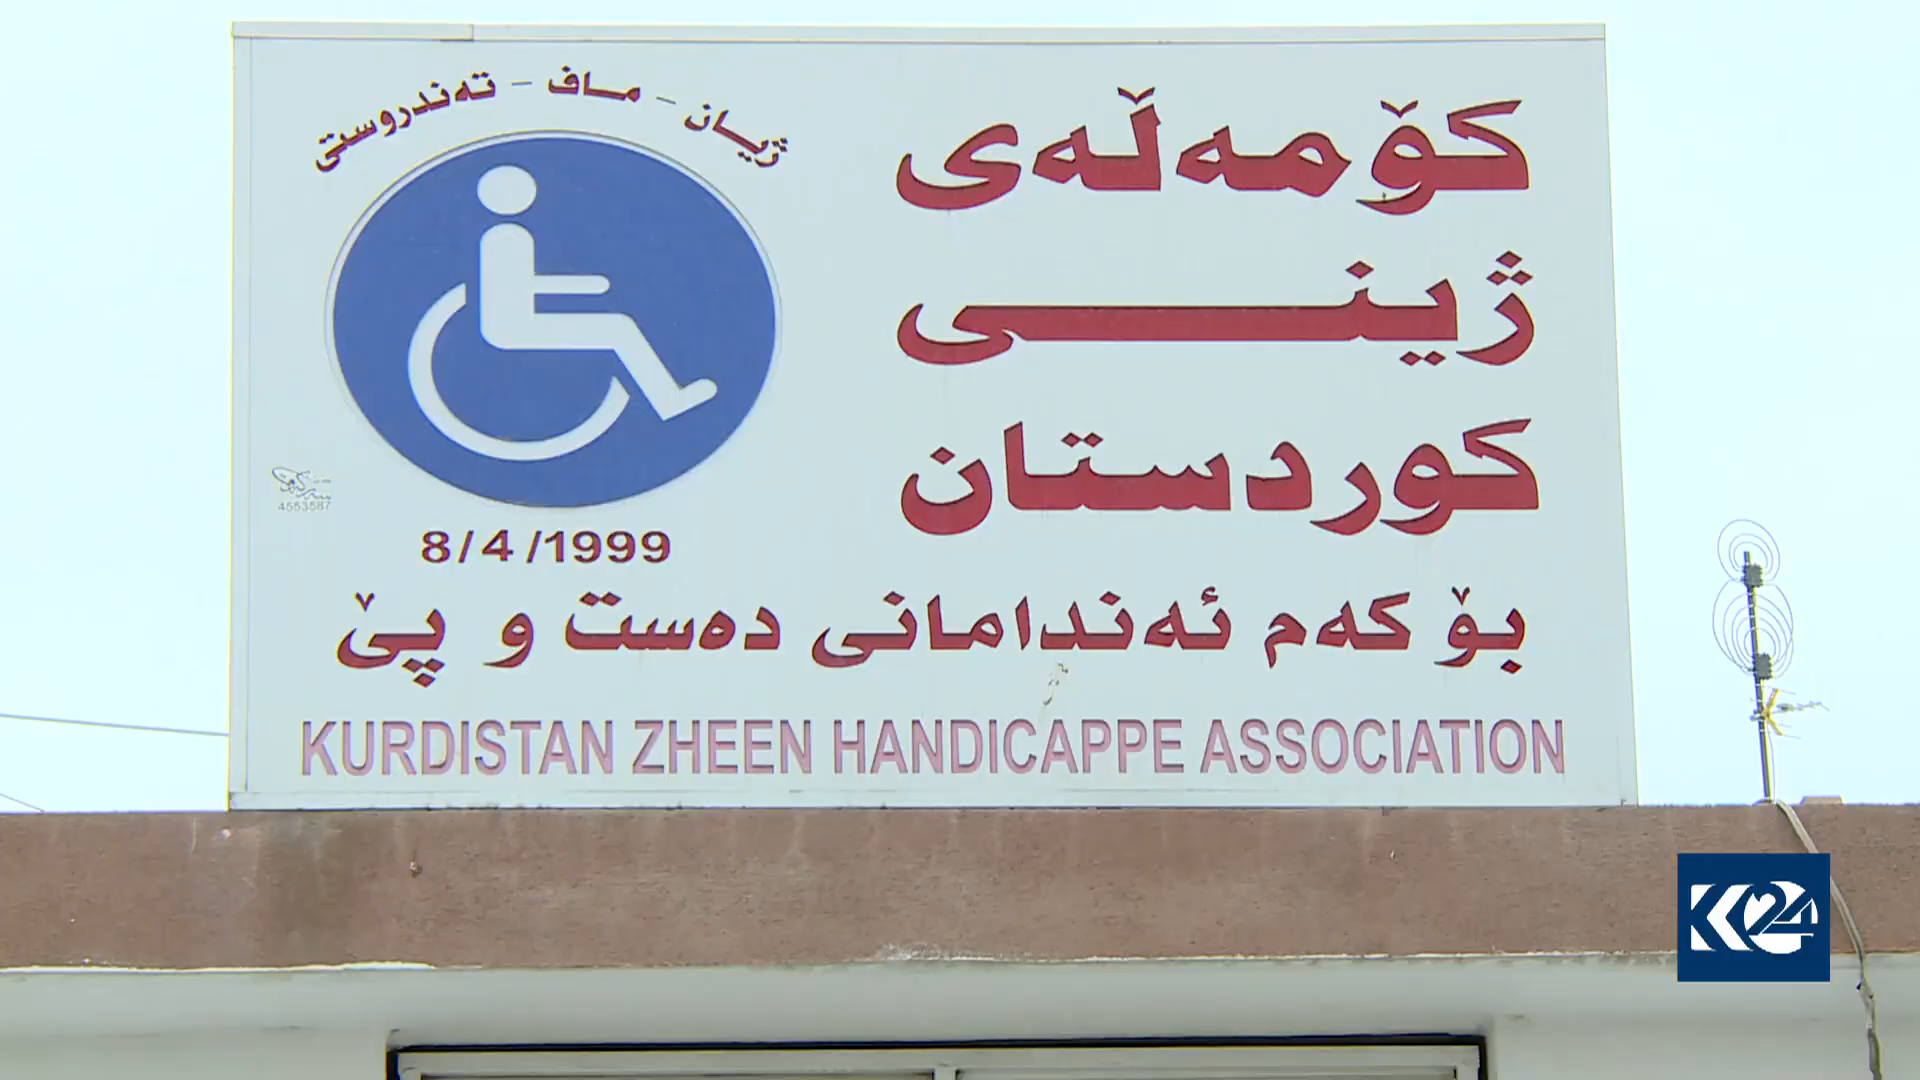 ژیان - ماف - تەندروستی
کۆمەڵەی
ژینی
کوردستان
4553587
8/4/1999
بۆ کەم ئەندامانی دەست و پێ
KURDISTAN ZHEEN HANDICAPPE ASSOCIATION
K24